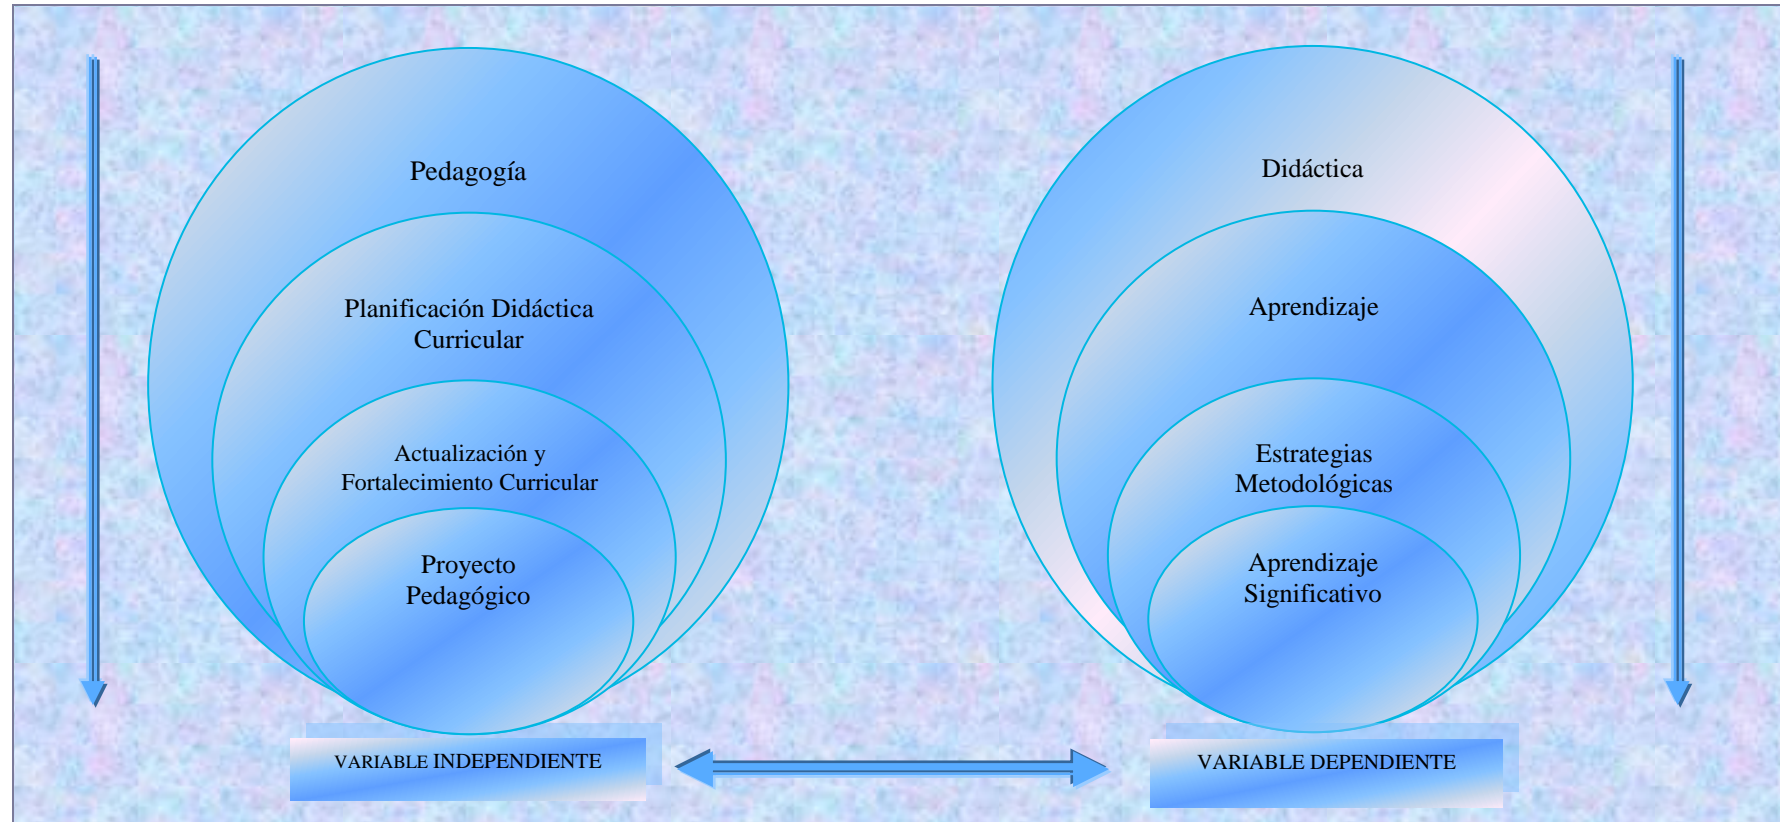 Pedagogía
Planificación Didáctica
Curricular
Actualización y
Fortalecimiento Curricular
Proyecto
Pedagógico
VARIABLE INDEPENDIENTE
Didáctica
Aprendizaje
Estrategias
Metodológicas
Aprendizaje
Significativo
VARIABLE DEPENDIENTE